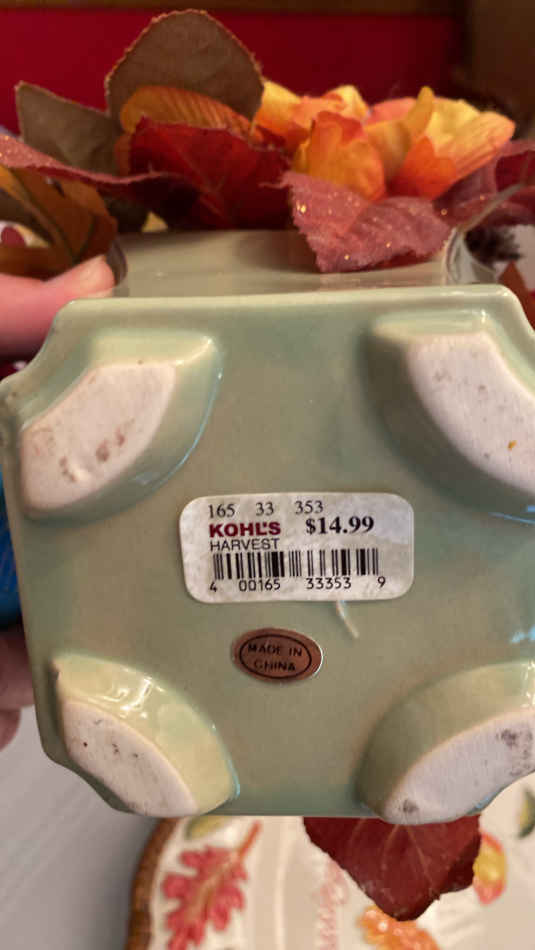 165 33 353
KOHL'S $14.99
HARVEST
4 00165 33353 9
MADE IN
CHINA